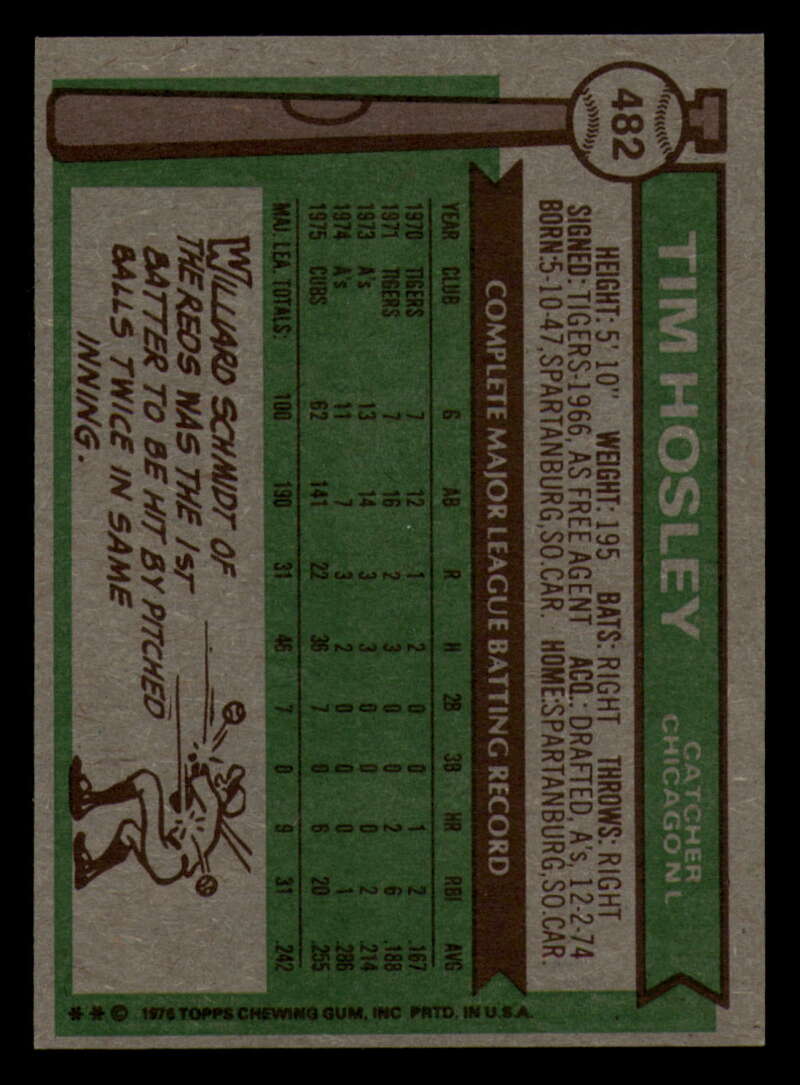 482
TIM HOSLEY
CATCHER
CHICAGO N L
HEIGHT: 5' 10" WEIGHT: 195 BATS: RIGHT THROWS: RIGHT
SIGNED: TIGERS-1966, AS FREE AGENT ACQ.: DRAFTED, A's, 12-2-74
BORN:5-10-47,SPARTANBURG,SO.CAR. HOME:SPARTANBURG,SO.CAR.
COMPLETE MAJOR LEAGUE BATTING RECORD
YEAR CLUB G AB R H 2B 3B HR RBI AVG
1970 TIGERS 7 12 1 2 0 0 1 2 .167
1971 TIGERS 7 16 2 3 0 0 2 6 .188
1973 A's 13 14 3 3 0 0 0 2 .214
1974 A's 11 7 3 2 0 0 0 1 .286
1975 CUBS 62 141 22 36 7 0 6 20 .255
MAJ. LEA. TOTALS: 100 190 31 46 7 0 9 31 .242
WILLIARD SCHMIDT OF
THE REDS WAS THE 1ST
BATTER TO BE HIT BY PITCHED
BALLS TWICE IN SAME
INNING.
* * © 1976 TOPPS CHEWING GUM, INC PRTD. IN U.S.A.